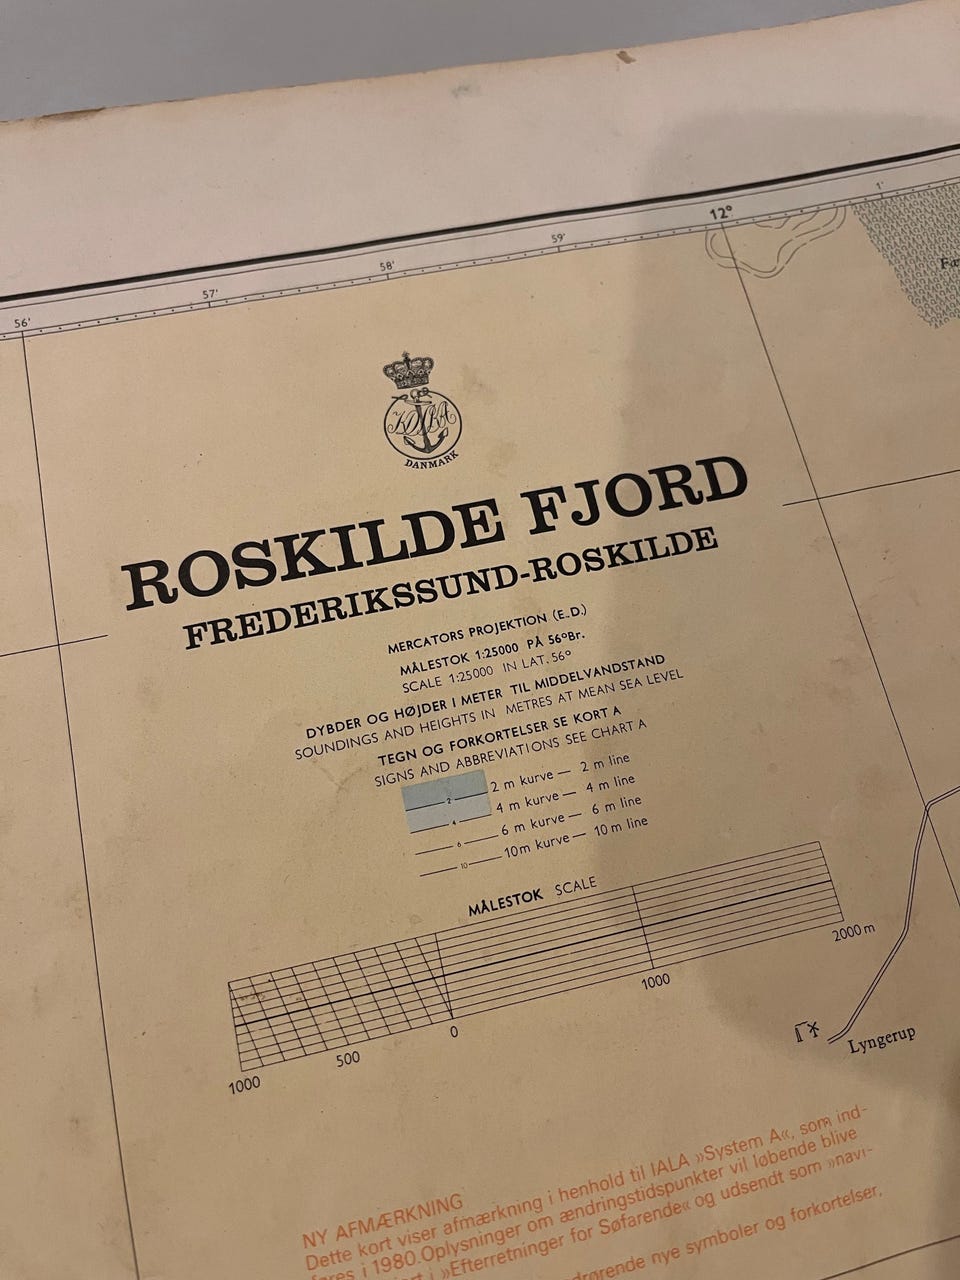 56' 57' 58' 59' 12° 1'
DANMARK
ROSKILDE FJORD
FREDERIKSSUND-ROSKILDE
MERCATORS PROJEKTION (E.D.)
MÅLESTOK 1:25000 PÅ 56°Br.
SCALE 1:25000 IN LAT. 56°
DYBDER OG HØJDER I METER TIL MIDDELVANDSTAND
SOUNDINGS AND HEIGHTS IN METRES AT MEAN SEA LEVEL
TEGN OG FORKORTELSER SE KORT A
SIGNS AND ABBREVIATIONS SEE CHART A
2 2 m kurve — 2 m line
4 4 m kurve — 4 m line
6 6 m kurve — 6 m line
10 10m kurve — 10 m line
MÅLESTOK SCALE
1000 500 0 1000 2000 m
Lyngerup
NY AFMÆRKNING
Dette kort viser afmærkning i henhold til IALA »System A«, som ind-
føres i 1980. Oplysninger om ændringstidspunkter vil løbende blive
i »Efterretninger for Søfarende« og udsendt som »navi-
nye symboler og forkortelser,